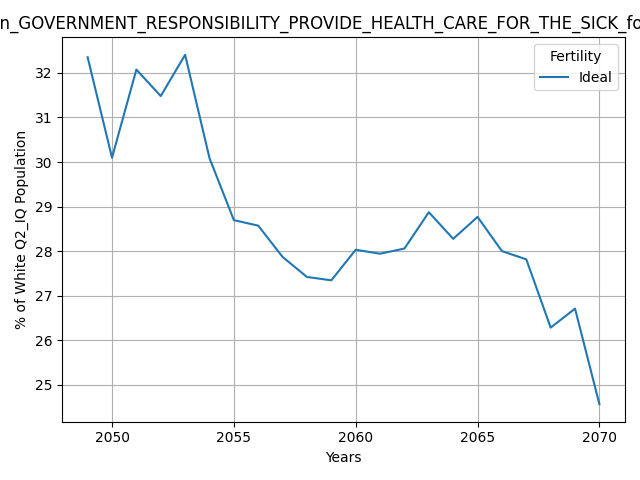 n_GOVERNMENT_RESPONSIBILITY_PROVIDE_HEALTH_CARE_FOR_THE_SICK_fo
Fertility
Ideal
% of White Q2_IQ Population
32
31
30
29
28
27
26
25
2050
2055
2060
2065
2070
Years